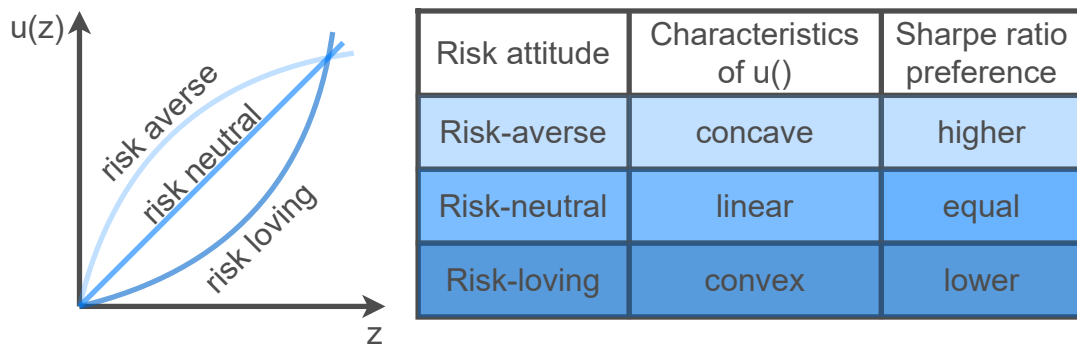 u(z)
risk averse
risk neutral
risk loving
z
Risk attitude
Characteristics
of u()
Sharpe ratio
preference
Risk-averse
concave
higher
Risk-neutral
linear
equal
Risk-loving
convex
lower